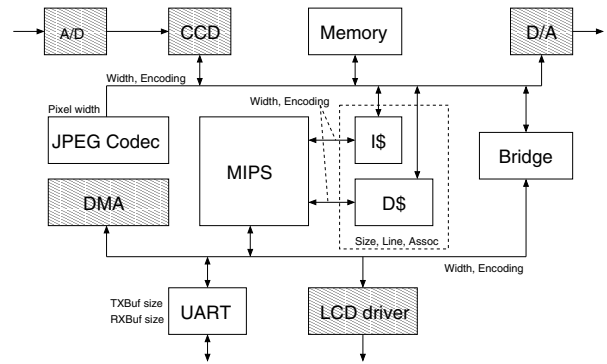 A/D
CCD
Memory
D/A
Width, Encoding
Pixel width
Width, Encoding
JPEG Codec
MIPS
I$
Bridge
DMA
D$
Size, Line, Assoc
Width, Encoding
TXBuf size
RXBuf size
UART
LCD driver